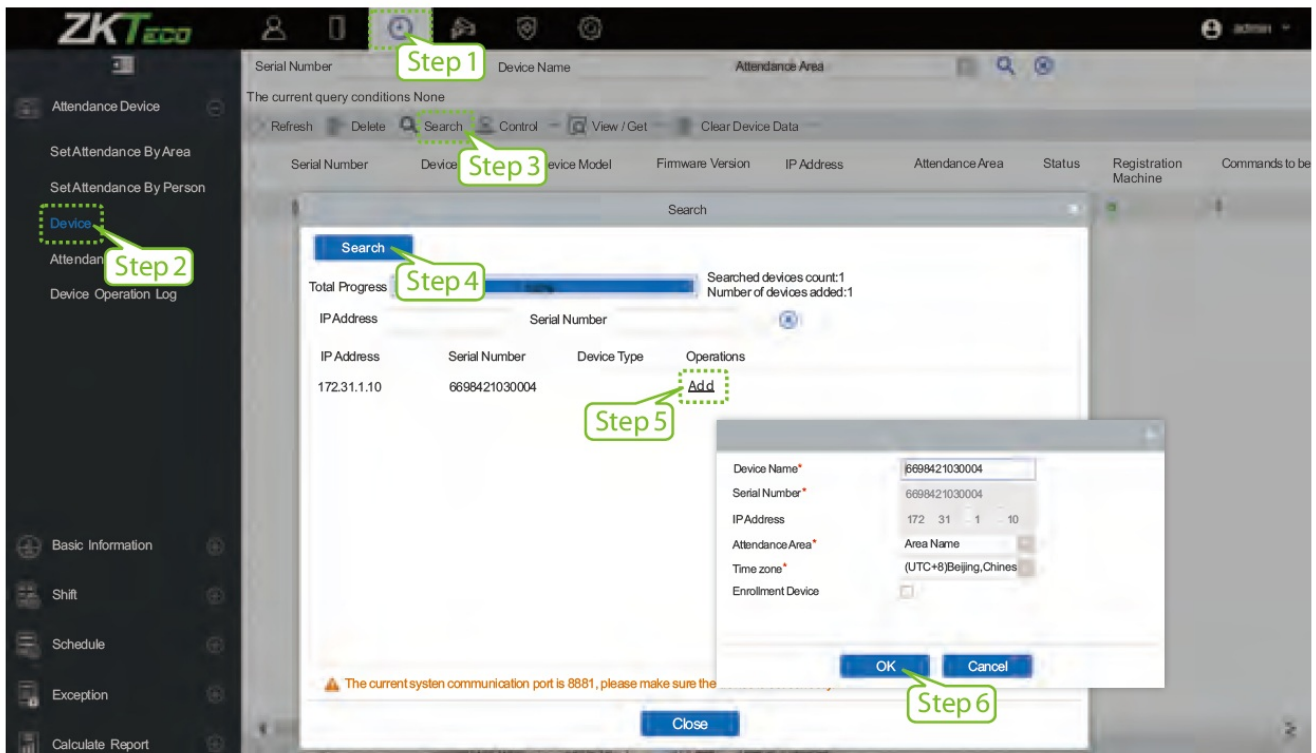 ZKTeco
admin
Step 1
Serial Number Device Name Attendance Area
The current query conditions None
Refresh Delete Search Control View / Get Clear Device Data
Step 3
Serial Number Device Model Firmware Version IP Address Attendance Area Status Registration Machine Commands to be
Attendance Device
Set Attendance By Area
Set Attendance By Person
Device
Step 2
Device Operation Log
Basic Information
Shift
Schedule
Exception
Calculate Report
Search
Search
Step 4
Total Progress
Searched devices count:1
Number of devices added:1
IP Address Serial Number
IP Address Serial Number Device Type Operations
172.31.1.10 6698421030004 Add
Step 5
Device Name* 6698421030004
Serial Number* 6698421030004
IP Address 172 31 1 10
Attendance Area* Area Name
Time zone* (UTC+8)Beijing,Chines
Enrollment Device
OK Cancel
Step 6
The current systen communication port is 8881, please make sure the
Close